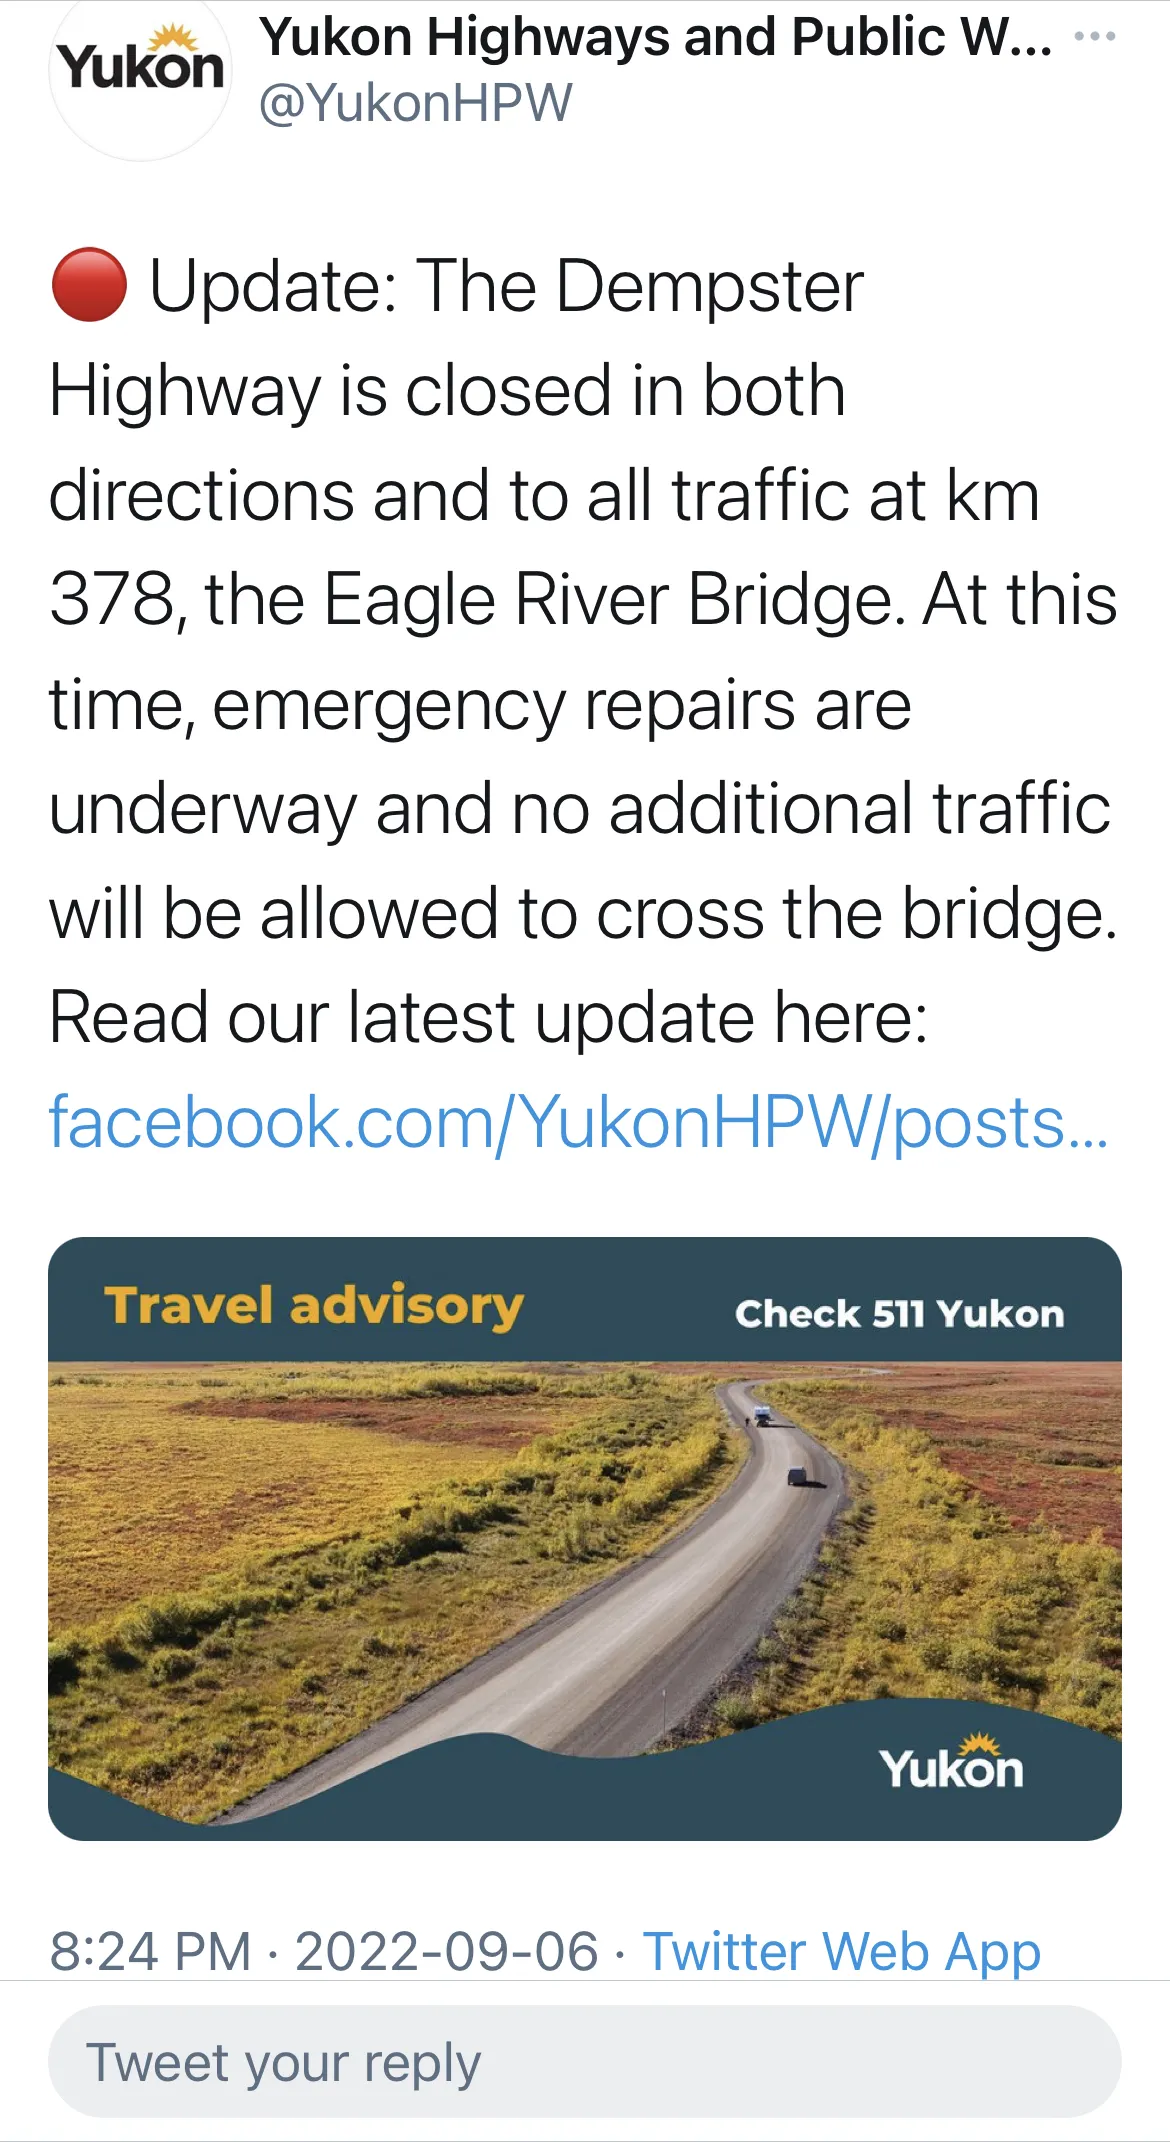 Yukon
Yukon Highways and Public W... ...
@YukonHPW
🔴 Update: The Dempster
Highway is closed in both
directions and to all traffic at km
378, the Eagle River Bridge. At this
time, emergency repairs are
underway and no additional traffic
will be allowed to cross the bridge.
Read our latest update here:
facebook.com/YukonHPW/posts...
Travel advisory
Check 511 Yukon
Yukon
8:24 PM · 2022-09-06 · Twitter Web App
Tweet your reply